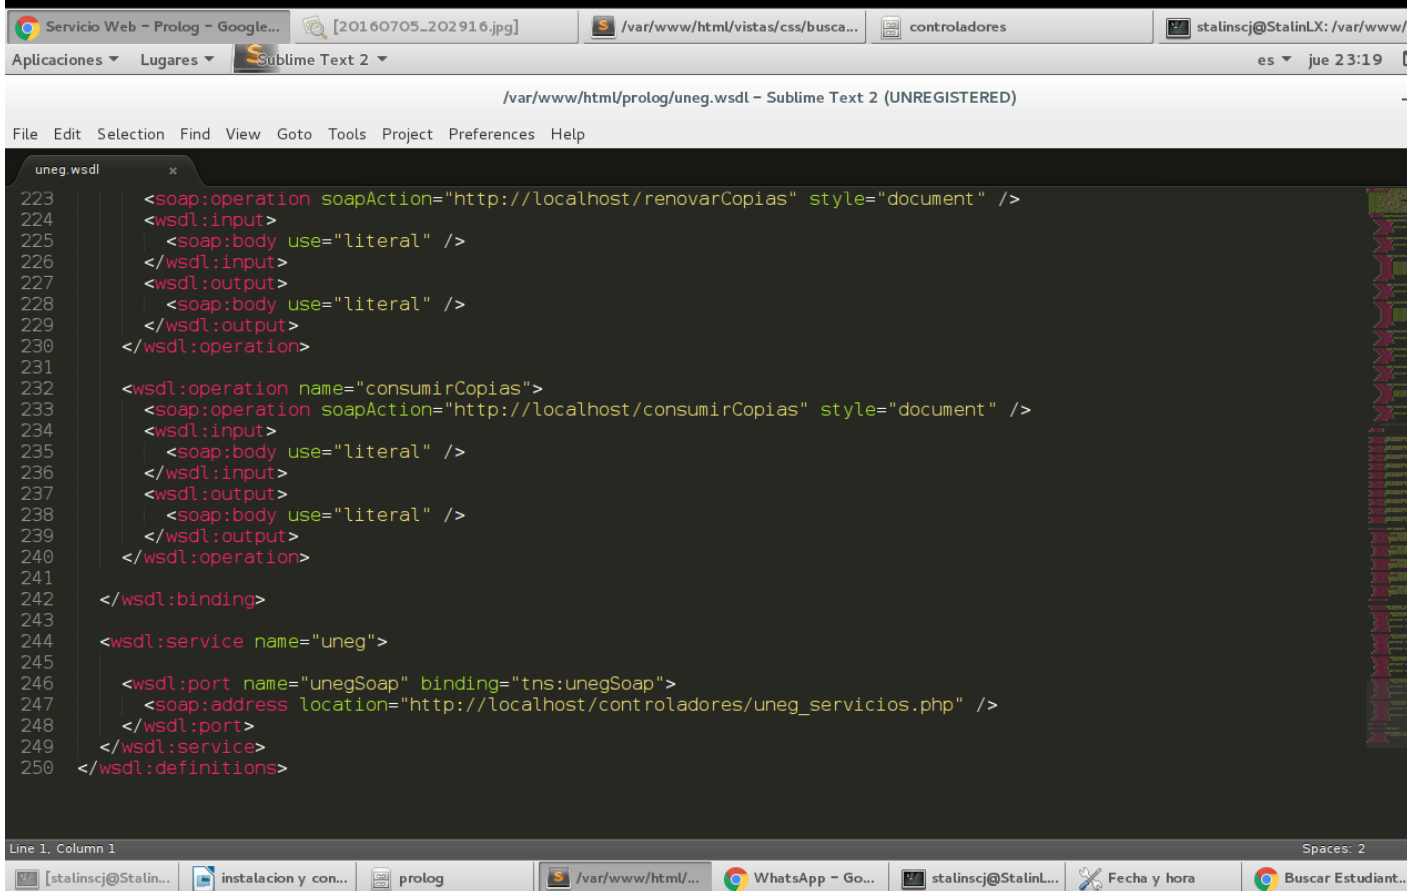 Servicio Web - Prolog - Google...
[20160705_202916.jpg]
/var/www/html/vistas/css/busca...
controladores
stalinscj@StalinLX: /var/www/
Aplicaciones
Lugares
Sublime Text 2
es
jue 23:19
/var/www/html/prolog/uneg.wsdl - Sublime Text 2 (UNREGISTERED)
File Edit Selection Find View Goto Tools Project Preferences Help
uneg.wsdl x
223 <soap:operation soapAction="http://localhost/renovarCopias" style="document" />
224 <wsdl:input>
225 <soap:body use="literal" />
226 </wsdl:input>
227 <wsdl:output>
228 <soap:body use="literal" />
229 </wsdl:output>
230 </wsdl:operation>
231
232 <wsdl:operation name="consumirCopias">
233 <soap:operation soapAction="http://localhost/consumirCopias" style="document" />
234 <wsdl:input>
235 <soap:body use="literal" />
236 </wsdl:input>
237 <wsdl:output>
238 <soap:body use="literal" />
239 </wsdl:output>
240 </wsdl:operation>
241
242 </wsdl:binding>
243
244 <wsdl:service name="uneg">
245
246 <wsdl:port name="unegSoap" binding="tns:unegSoap">
247 <soap:address location="http://localhost/controladores/uneg_servicios.php" />
248 </wsdl:port>
249 </wsdl:service>
250 </wsdl:definitions>
Line 1, Column 1
Spaces: 2
[stalinscj@Stalin...
instalacion y con...
prolog
/var/www/html/...
WhatsApp - Go...
stalinscj@StalinL...
Fecha y hora
Buscar Estudiant...